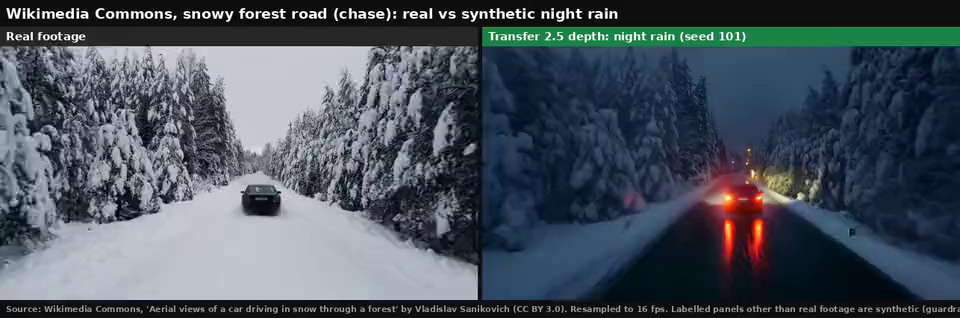 Wikimedia Commons, snowy forest road (chase): real vs synthetic night rain
Real footage
Transfer 2.5 depth: night rain (seed 101)
Source: Wikimedia Commons, 'Aerial views of a car driving in snow through a forest' by Vladislav Sanikovich (CC BY 3.0). Resampled to 16 fps. Labelled panels other than real footage are synthetic (guardra